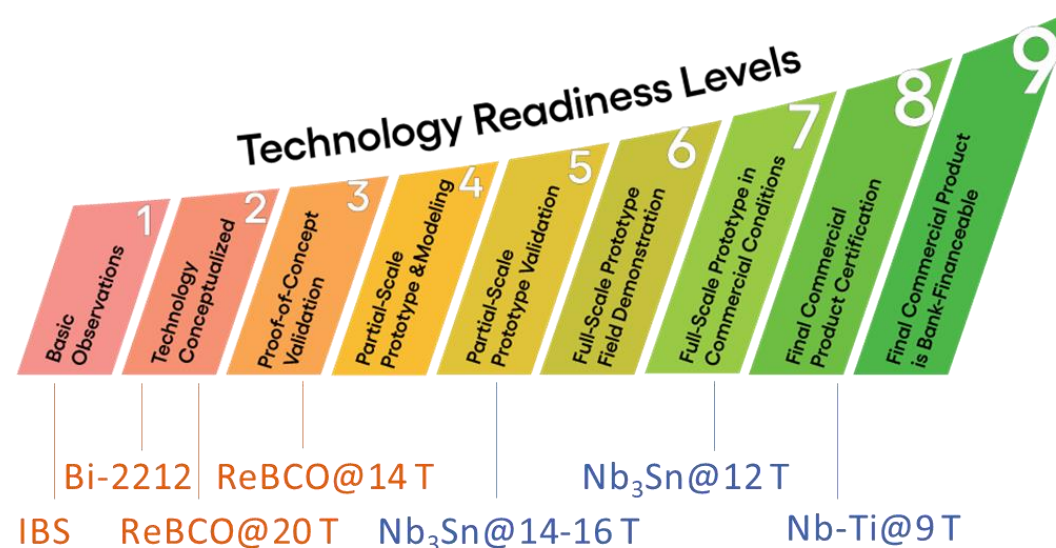 Technology Readiness Levels
1
Basic
Observations
2
Technology
Conceptualized
3
Proof-of-Concept
Validation
4
Partial-Scale
Prototype &Modeling
5
Partial-Scale
Prototype Validation
6
Full-Scale Prototype
Field Demonstration
7
Full-Scale Prototype in
Commercial Conditions
8
Final Commercial
Product Certification
9
Final Commercial Product
is Bank-Financeable
Bi-2212 ReBCO@14 T Nb₃Sn@12 T
IBS ReBCO@20 T Nb₃Sn@14-16 T Nb-Ti@9 T